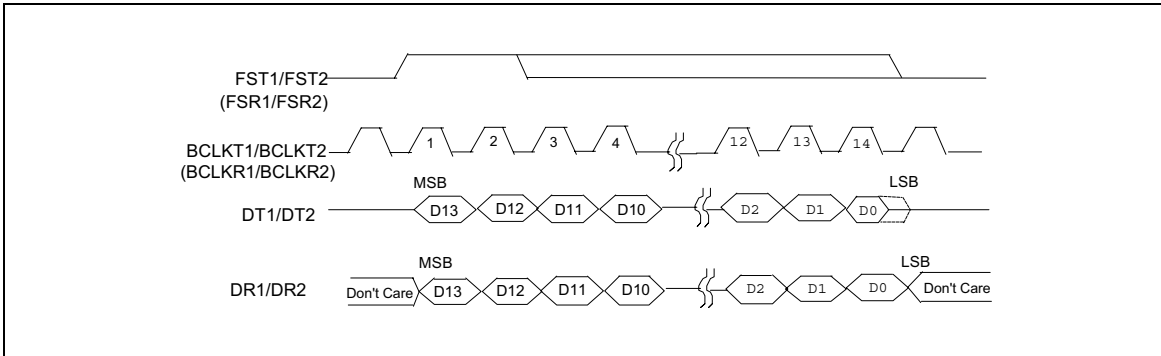 FST1/FST2
(FSR1/FSR2)
BCLKT1/BCLKT2
(BCLKR1/BCLKR2)
1 2 3 4 12 13 14
MSB LSB
DT1/DT2
D13 D12 D11 D10 D2 D1 D0
MSB LSB
DR1/DR2
Don't Care D13 D12 D11 D10 D2 D1 D0 Don't Care